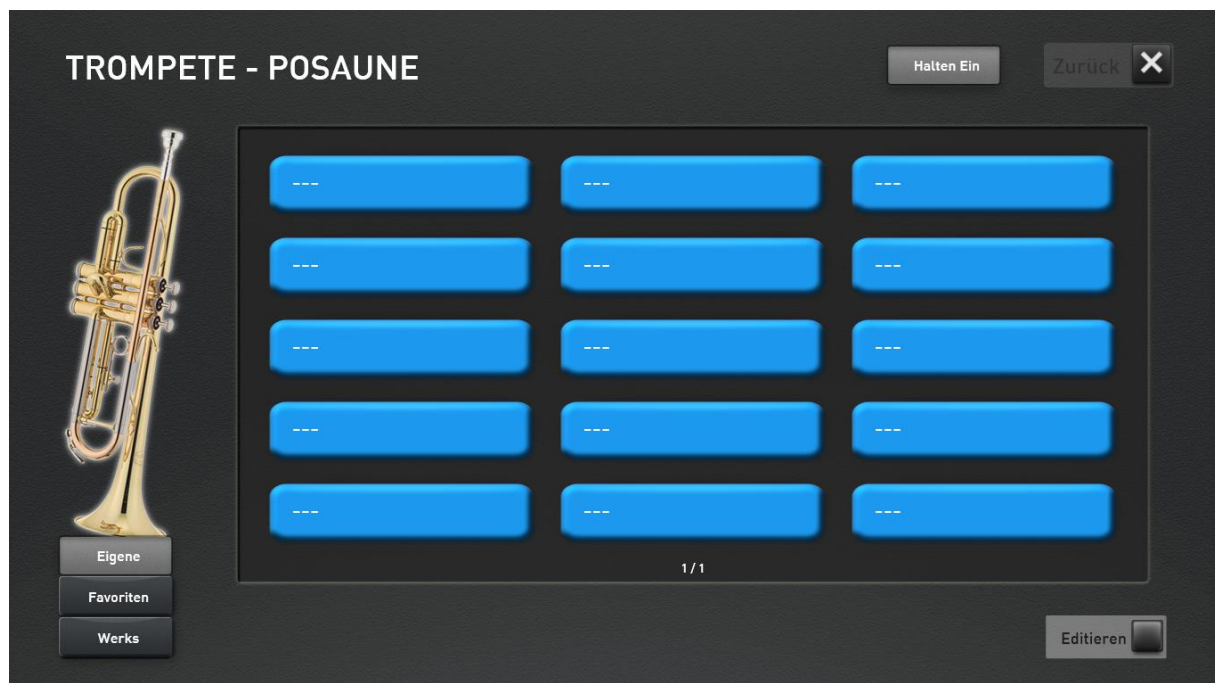 TROMPETE - POSAUNE
Halten Ein
Zurück
--- --- ---
--- --- ---
--- --- ---
--- --- ---
--- --- ---
1/1
Eigene
Favoriten
Werks
Editieren